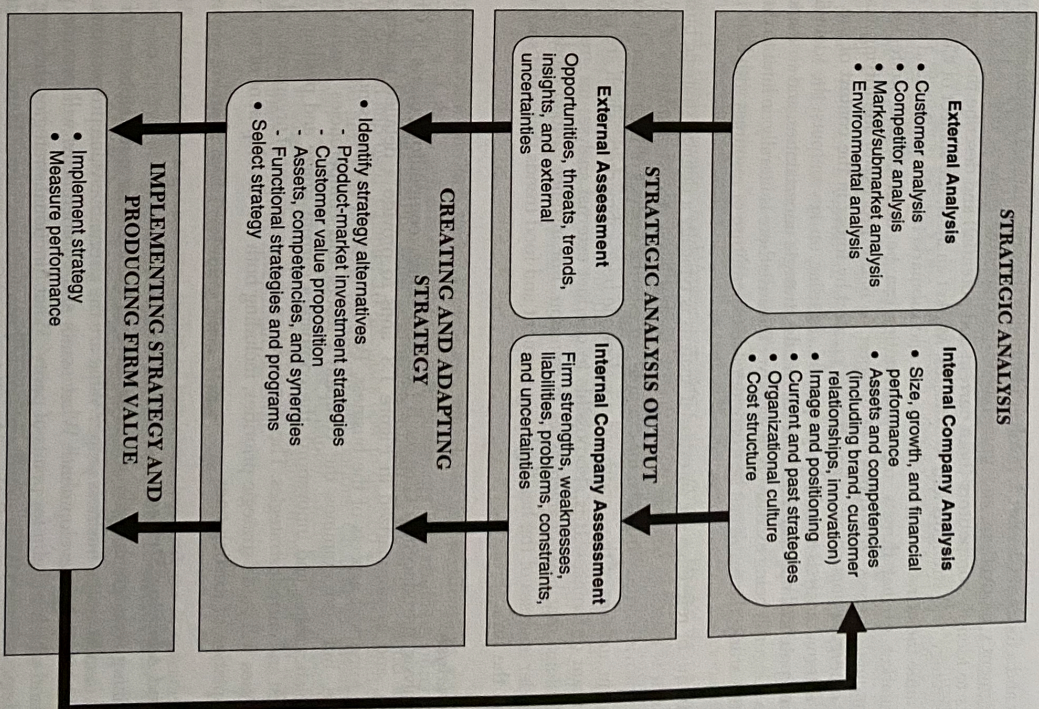 STRATEGIC ANALYSIS
External Analysis
• Customer analysis
• Competitor analysis
• Market/submarket analysis
• Environmental analysis
Internal Company Analysis
• Size, growth, and financial
performance
• Assets and competencies
(including brand, customer
relationships, innovation)
• Image and positioning
• Current and past strategies
• Organizational culture
• Cost structure
STRATEGIC ANALYSIS OUTPUT
External Assessment
Opportunities, threats, trends,
insights, and external
uncertainties
Internal Company Assessment
Firm strengths, weaknesses,
liabilities, problems, constraints,
and uncertainties
CREATING AND ADAPTING
STRATEGY
• Identify strategy alternatives
- Product-market investment strategies
- Customer value proposition
- Assets, competencies, and synergies
- Functional strategies and programs
• Select strategy
IMPLEMENTING STRATEGY AND
PRODUCING FIRM VALUE
• Implement strategy
• Measure performance